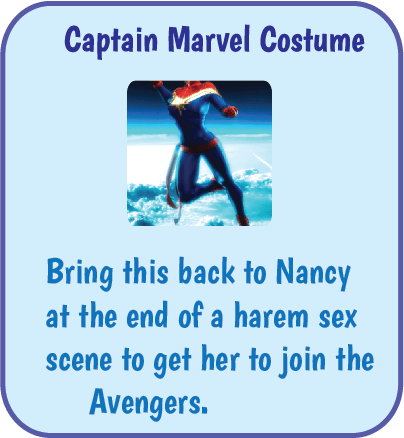 Captain Marvel Costume
Bring this back to Nancy
at the end of a harem sex
scene to get her to join the
Avengers.